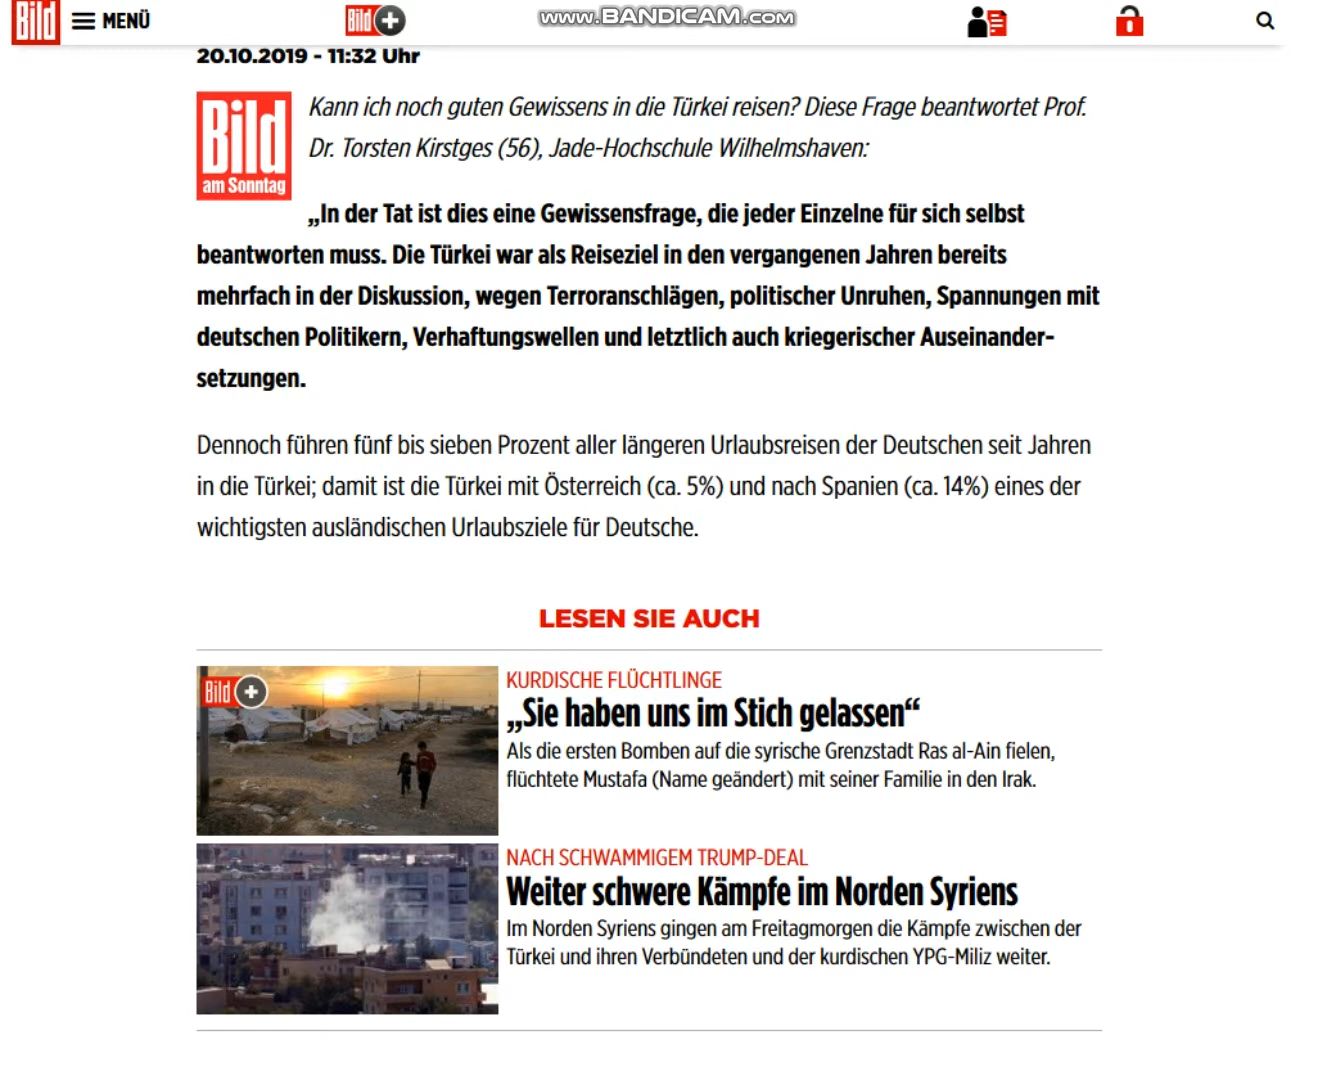 Bild
MENÜ
Bild +
www.BANDICAM.com
20.10.2019 - 11:32 Uhr
Bild
am Sonntag
Kann ich noch guten Gewissens in die Türkei reisen? Diese Frage beantwortet Prof.
Dr. Torsten Kirstges (56), Jade-Hochschule Wilhelmshaven:
„In der Tat ist dies eine Gewissensfrage, die jeder Einzelne für sich selbst
beantworten muss. Die Türkei war als Reiseziel in den vergangenen Jahren bereits
mehrfach in der Diskussion, wegen Terroranschlägen, politischer Unruhen, Spannungen mit
deutschen Politikern, Verhaftungswellen und letztlich auch kriegerischer Auseinander-
setzungen.
Dennoch führen fünf bis sieben Prozent aller längeren Urlaubsreisen der Deutschen seit Jahren
in die Türkei; damit ist die Türkei mit Österreich (ca. 5%) und nach Spanien (ca. 14%) eines der
wichtigsten ausländischen Urlaubsziele für Deutsche.
LESEN SIE AUCH
Bild +
KURDISCHE FLÜCHTLINGE
„Sie haben uns im Stich gelassen“
Als die ersten Bomben auf die syrische Grenzstadt Ras al-Ain fielen,
flüchtete Mustafa (Name geändert) mit seiner Familie in den Irak.
NACH SCHWAMMIGEM TRUMP-DEAL
Weiter schwere Kämpfe im Norden Syriens
Im Norden Syriens gingen am Freitagmorgen die Kämpfe zwischen der
Türkei und ihren Verbündeten und der kurdischen YPG-Miliz weiter.